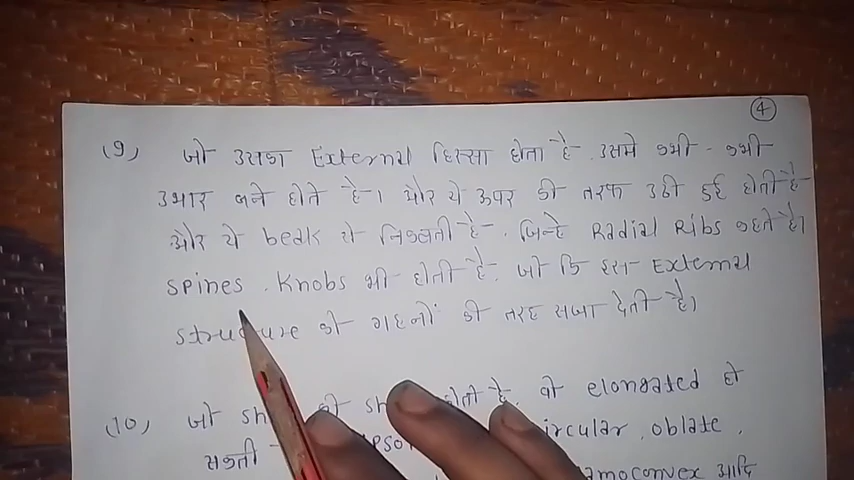 4
(9) जो उसका External हिस्सा होता है. उसमे कभी - कभी
उभार बने होते है। और ये ऊपर की तरफ उठी हुई होती है
और ये beak से निकलती है. जिन्हे Radial Ribs कहते है।
spines . Knobs भी होती है. जो कि इस External
structure को गहनों की तरह सजा देती है।
(10) जो की होती है. वो elongated हो
सकती circular . oblate .
आदि